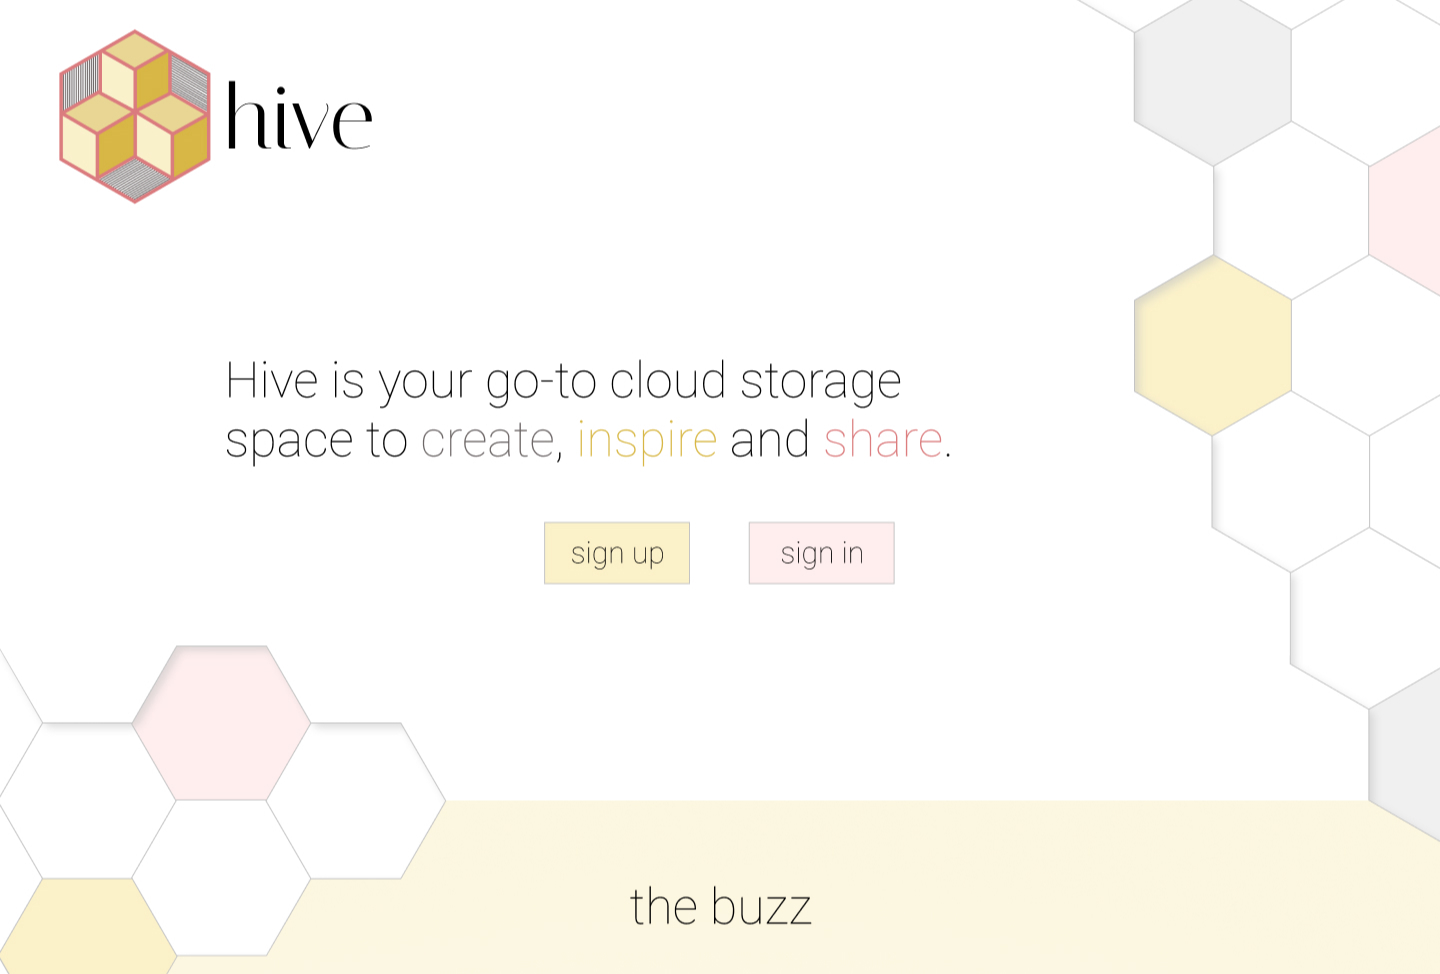 hive
Hive is your go-to cloud storage
space to create, inspire and share.
sign up
sign in
the buzz